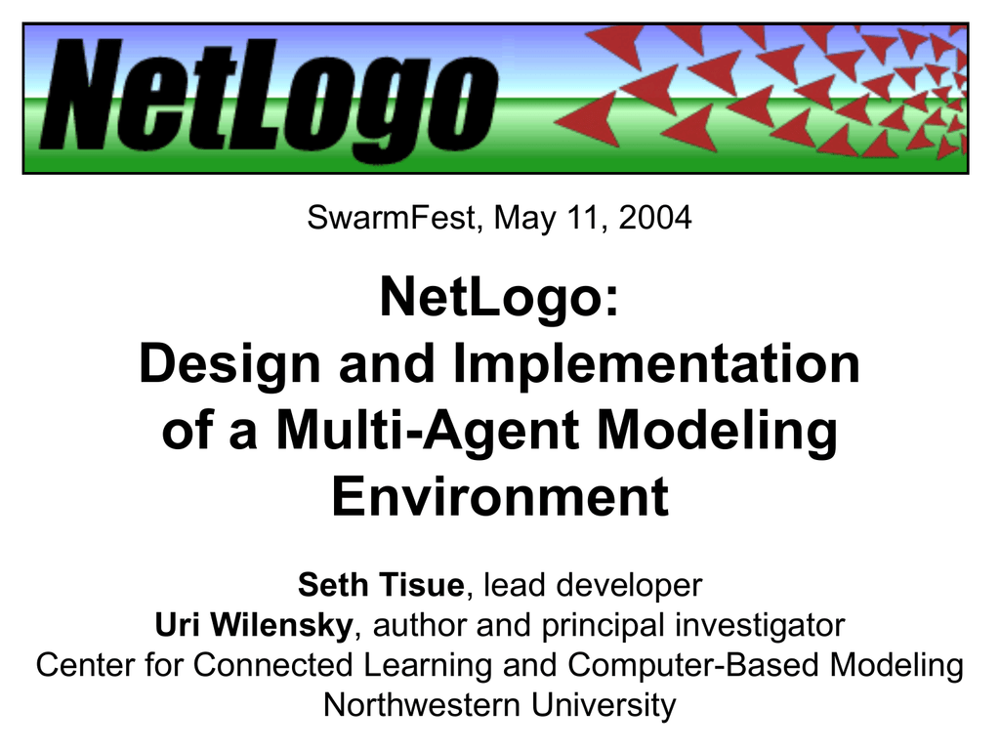 NetLogo
SwarmFest, May 11, 2004
NetLogo:
Design and Implementation
of a Multi-Agent Modeling
Environment
Seth Tisue, lead developer
Uri Wilensky, author and principal investigator
Center for Connected Learning and Computer-Based Modeling
Northwestern University